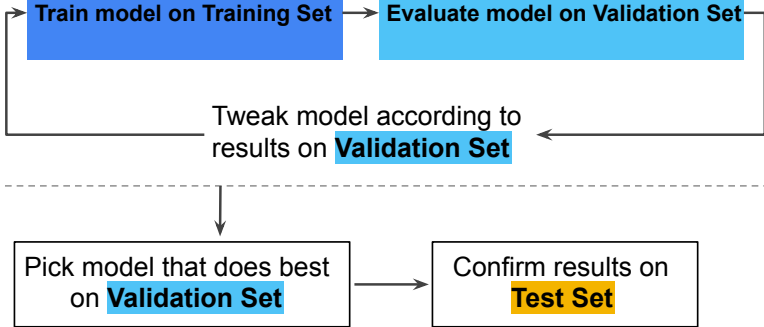 Train model on Training Set
Evaluate model on Validation Set
Tweak model according to
results on Validation Set
Pick model that does best
on Validation Set
Confirm results on
Test Set